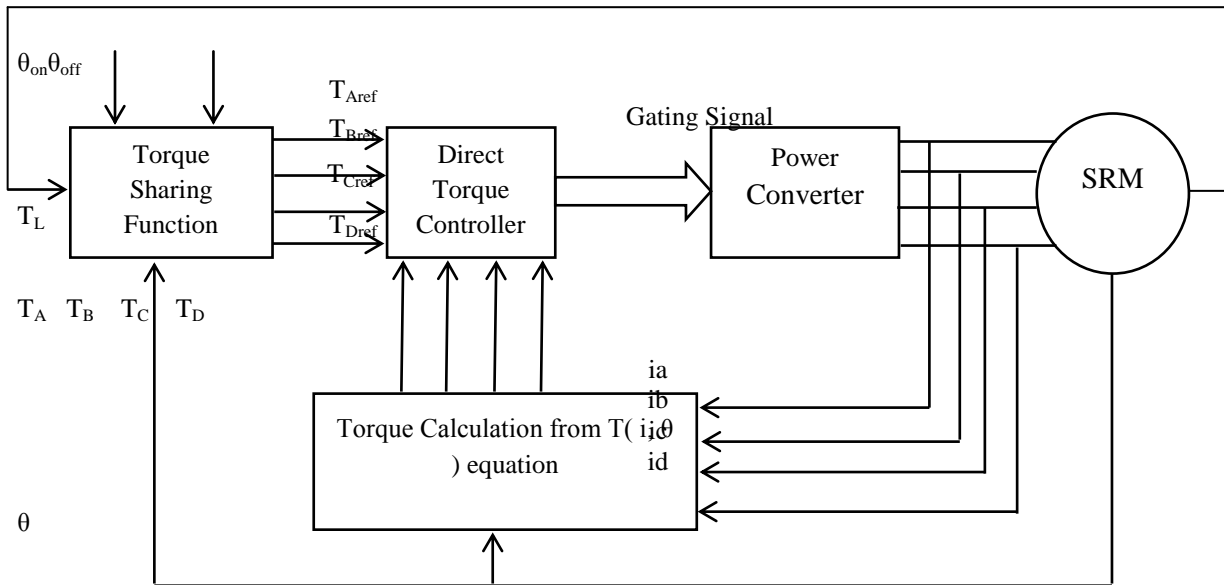 θonθoff
TAref
TBref
TCref
TDref
Gating Signal
Torque
Sharing
Function
Direct
Torque
Controller
Power
Converter
SRM
TL
TA TB TC TD
ia
ib
ic
id
Torque Calculation from T( i, θ
) equation
θ